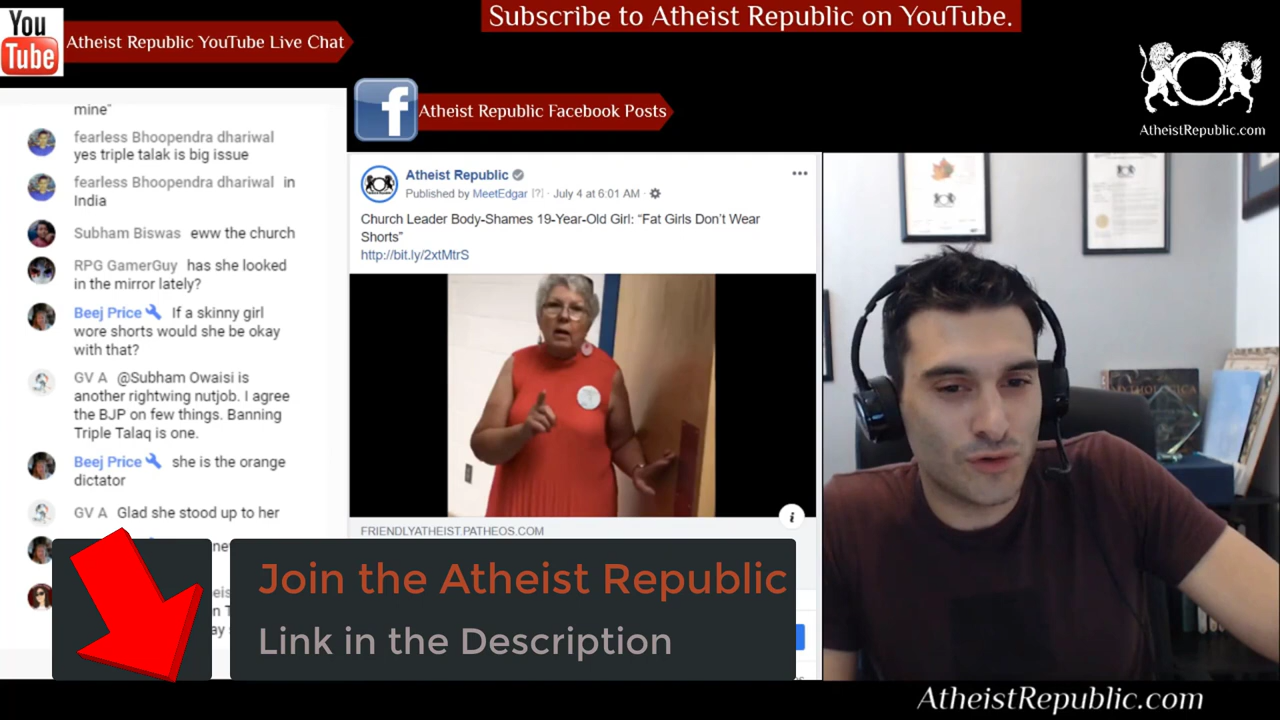 You
Tube
Atheist Republic YouTube Live Chat
Subscribe to Atheist Republic on YouTube.
AtheistRepublic.com
f
Atheist Republic Facebook Posts
mine"
fearless Bhoopendra dhariwal
yes triple talak is big issue
fearless Bhoopendra dhariwal in
India
Subham Biswas eww the church
RPG GamerGuy has she looked
in the mirror lately?
Beej Price If a skinny girl
wore shorts would she be okay
with that?
GV A @Subham Owaisi is
another rightwing nutjob. I agree
the BJP on few things. Banning
Triple Talaq is one.
Beej Price she is the orange
dictator
GV A Glad she stood up to her
Atheist Republic
Published by MeetEdgar [?] · July 4 at 6:01 AM ·
Church Leader Body-Shames 19-Year-Old Girl: “Fat Girls Don’t Wear
Shorts”
http://bit.ly/2xtMtrS
i
FRIENDLYATHEIST.PATHEOS.COM
Join the Atheist Republic
Link in the Description
AtheistRepublic.com